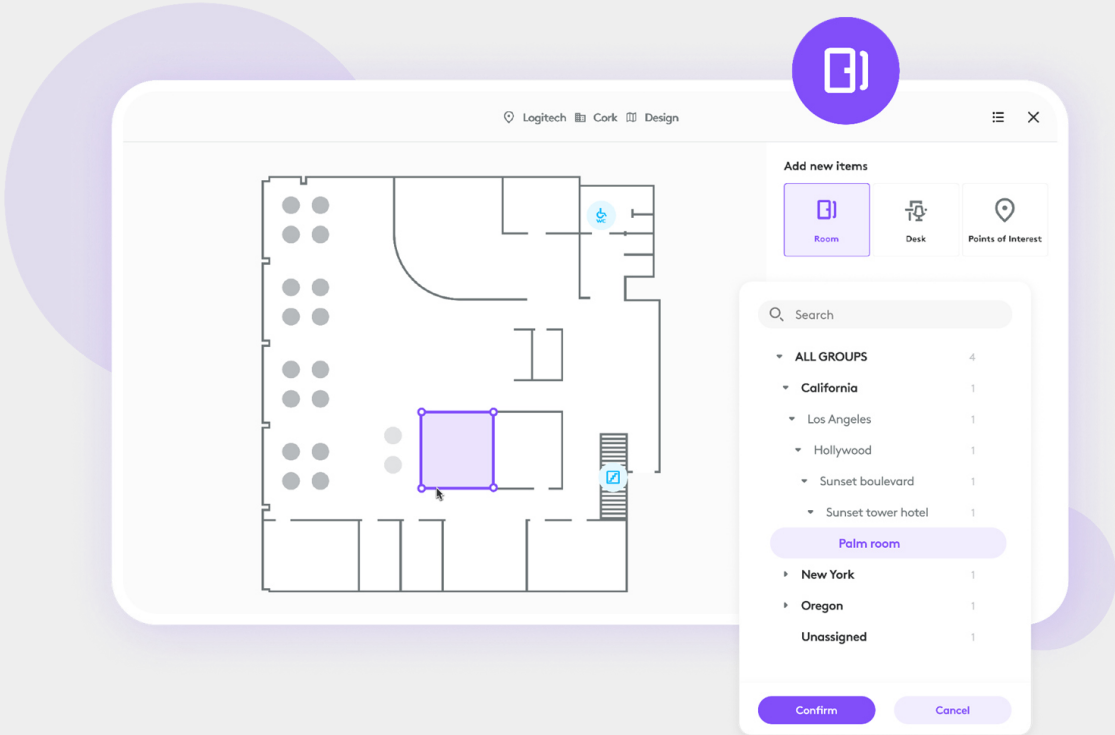 Logitech Cork Design
Add new items
Room Desk Points of Interest
Search
ALL GROUPS 4
California 1
Los Angeles 1
Hollywood 1
Sunset boulevard 1
Sunset tower hotel 1
Palm room
New York 1
Oregon 1
Unassigned 1
Confirm Cancel
WC